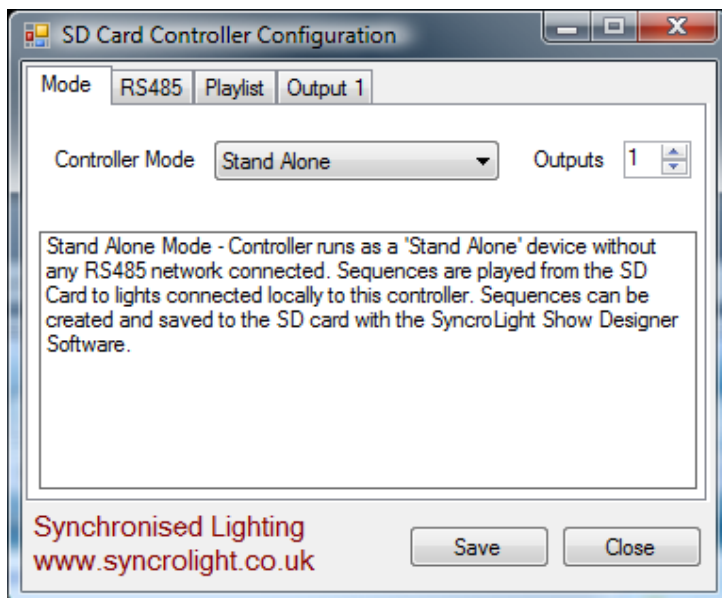 SD Card Controller Configuration
Mode RS485 Playlist Output 1
Controller Mode Stand Alone Outputs 1
Stand Alone Mode - Controller runs as a 'Stand Alone' device without
any RS485 network connected. Sequences are played from the SD
Card to lights connected locally to this controller. Sequences can be
created and saved to the SD card with the SyncroLight Show Designer
Software.
Synchronised Lighting
www.syncrolight.co.uk
Save Close